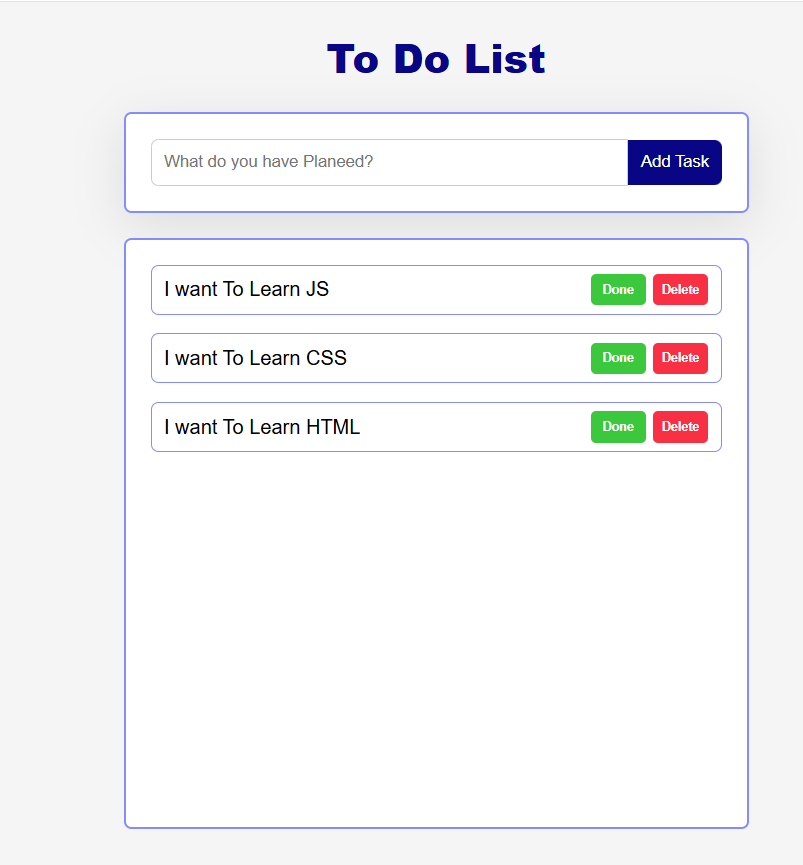 To Do List
What do you have Planeed?
Add Task
I want To Learn JS
Done
Delete
I want To Learn CSS
Done
Delete
I want To Learn HTML
Done
Delete